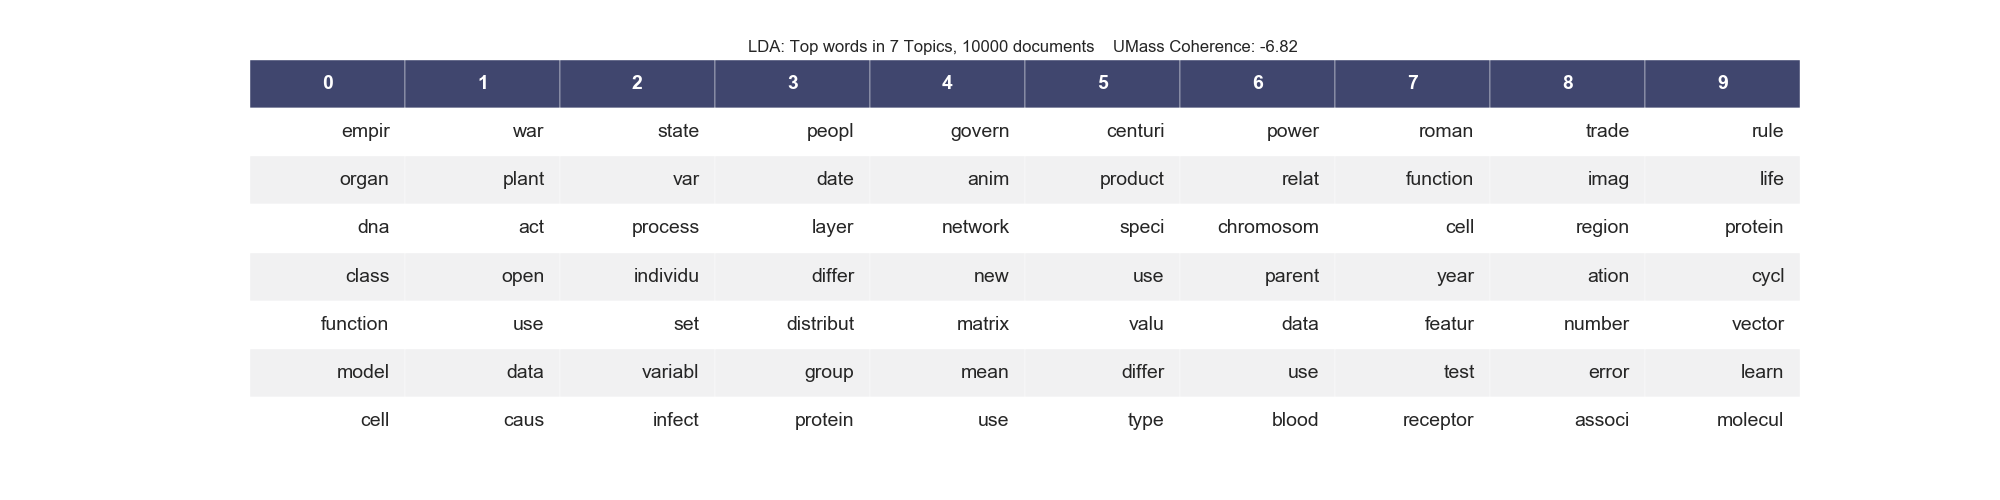 LDA: Top words in 7 Topics, 10000 documents    UMass Coherence: -6.82
0 1 2 3 4 5 6 7 8 9
empir war state peopl govern centuri power roman trade rule
organ plant var date anim product relat function imag life
dna act process layer network speci chromosom cell region protein
class open individu differ new use parent year ation cycl
function use set distribut matrix valu data featur number vector
model data variabl group mean differ use test error learn
cell caus infect protein use type blood receptor associ molecul